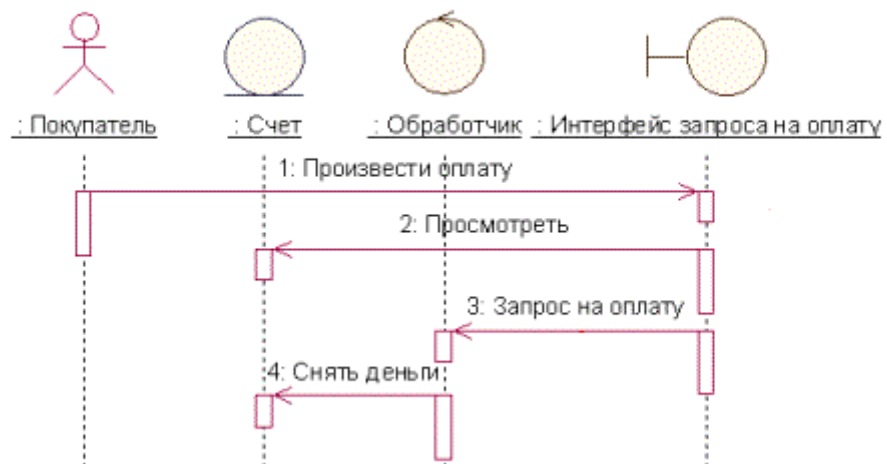 : Покупатель
: Счет
: Обработчик
: Интерфейс запроса на оплату
1: Произвести оплату
2: Просмотреть
3: Запрос на оплату
4: Снять деньги